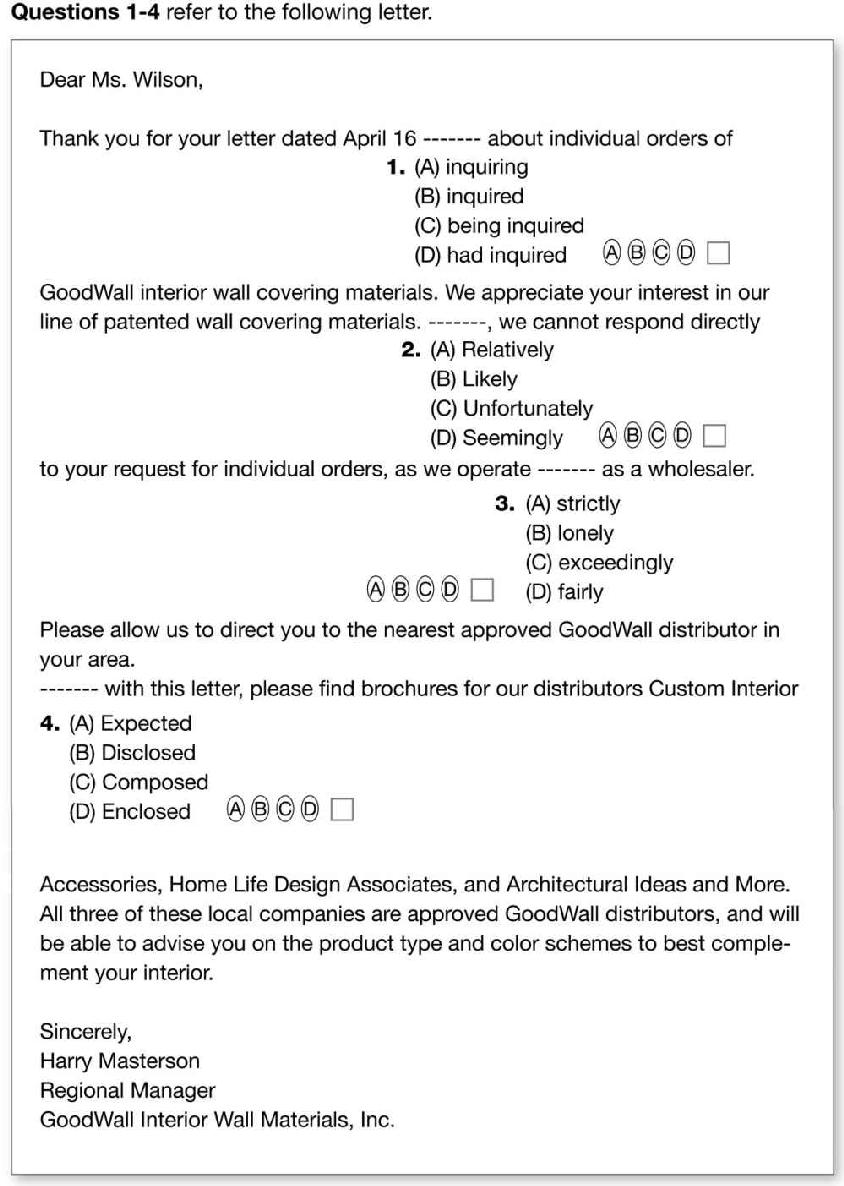 Questions 1-4 refer to the following letter.
Dear Ms. Wilson,
Thank you for your letter dated April 16 ------- about individual orders of
1. (A) inquiring
(B) inquired
(C) being inquired
(D) had inquired A B C D
GoodWall interior wall covering materials. We appreciate your interest in our
line of patented wall covering materials. -------, we cannot respond directly
2. (A) Relatively
(B) Likely
(C) Unfortunately
(D) Seemingly A B C D
to your request for individual orders, as we operate ------- as a wholesaler.
3. (A) strictly
(B) lonely
(C) exceedingly
A B C D (D) fairly
Please allow us to direct you to the nearest approved GoodWall distributor in
your area.
------- with this letter, please find brochures for our distributors Custom Interior
4. (A) Expected
(B) Disclosed
(C) Composed
(D) Enclosed A B C D
Accessories, Home Life Design Associates, and Architectural Ideas and More.
All three of these local companies are approved GoodWall distributors, and will
be able to advise you on the product type and color schemes to best comple-
ment your interior.
Sincerely,
Harry Masterson
Regional Manager
GoodWall Interior Wall Materials, Inc.